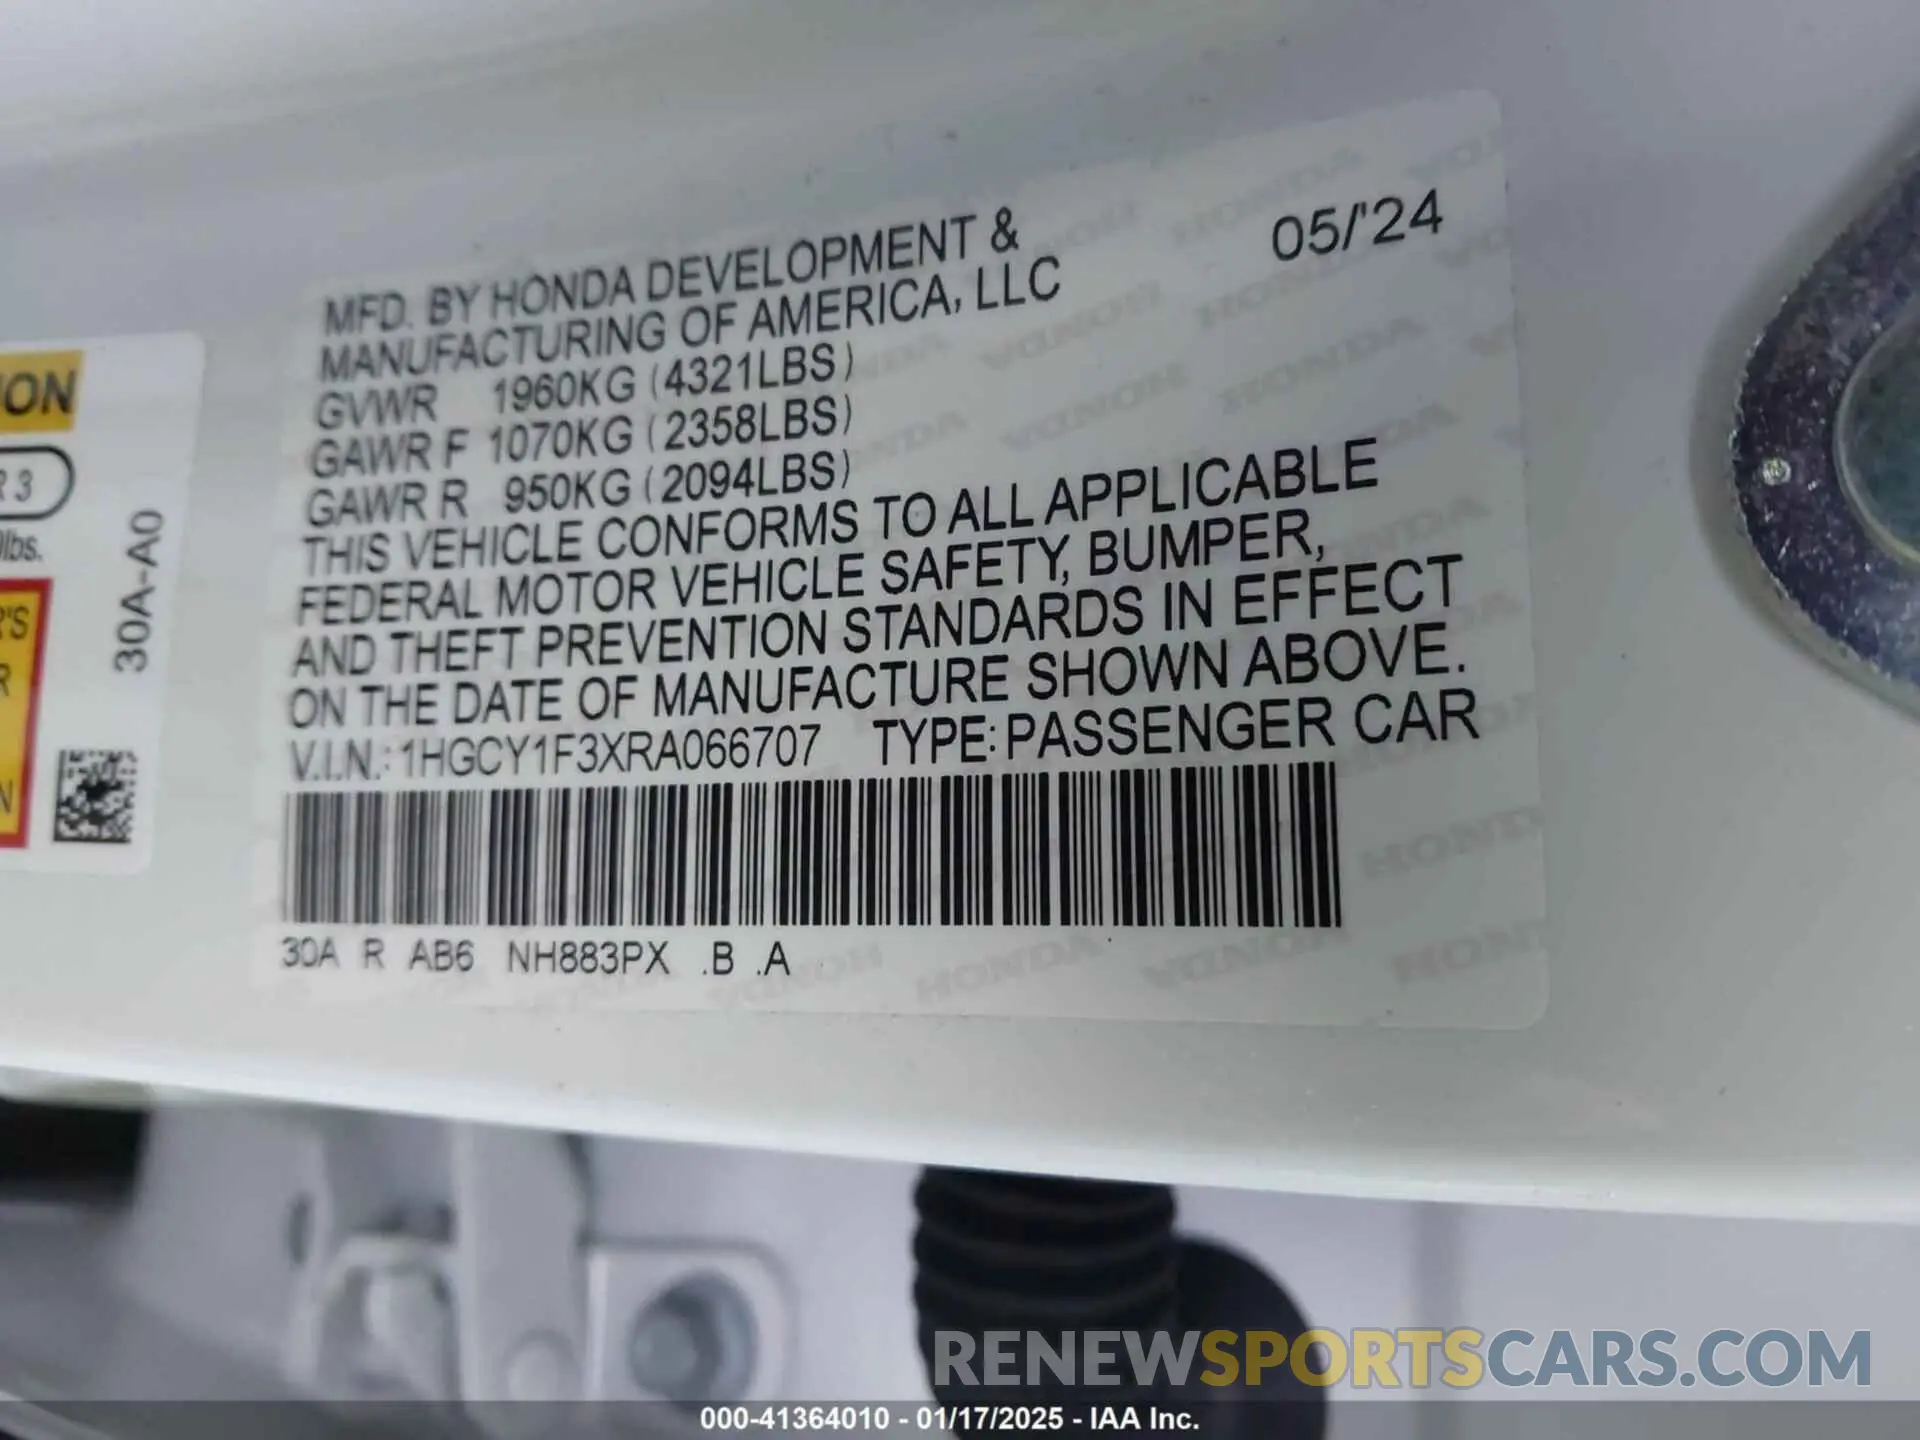 MFD. BY HONDA DEVELOPMENT &
MANUFACTURING OF AMERICA, LLC
05/'24
GVWR 1960KG (4321LBS)
GAWR F 1070KG (2358LBS)
GAWR R 950KG (2094LBS)
THIS VEHICLE CONFORMS TO ALL APPLICABLE
FEDERAL MOTOR VEHICLE SAFETY, BUMPER,
AND THEFT PREVENTION STANDARDS IN EFFECT
ON THE DATE OF MANUFACTURE SHOWN ABOVE.
V.I.N.: 1HGCY1F3XRA066707 TYPE: PASSENGER CAR
30A R AB6 NH883PX .B .A
30A-A0
lbs.
RENEWSPORTSCARS.COM
000-41364010 - 01/17/2025 - IAA Inc.